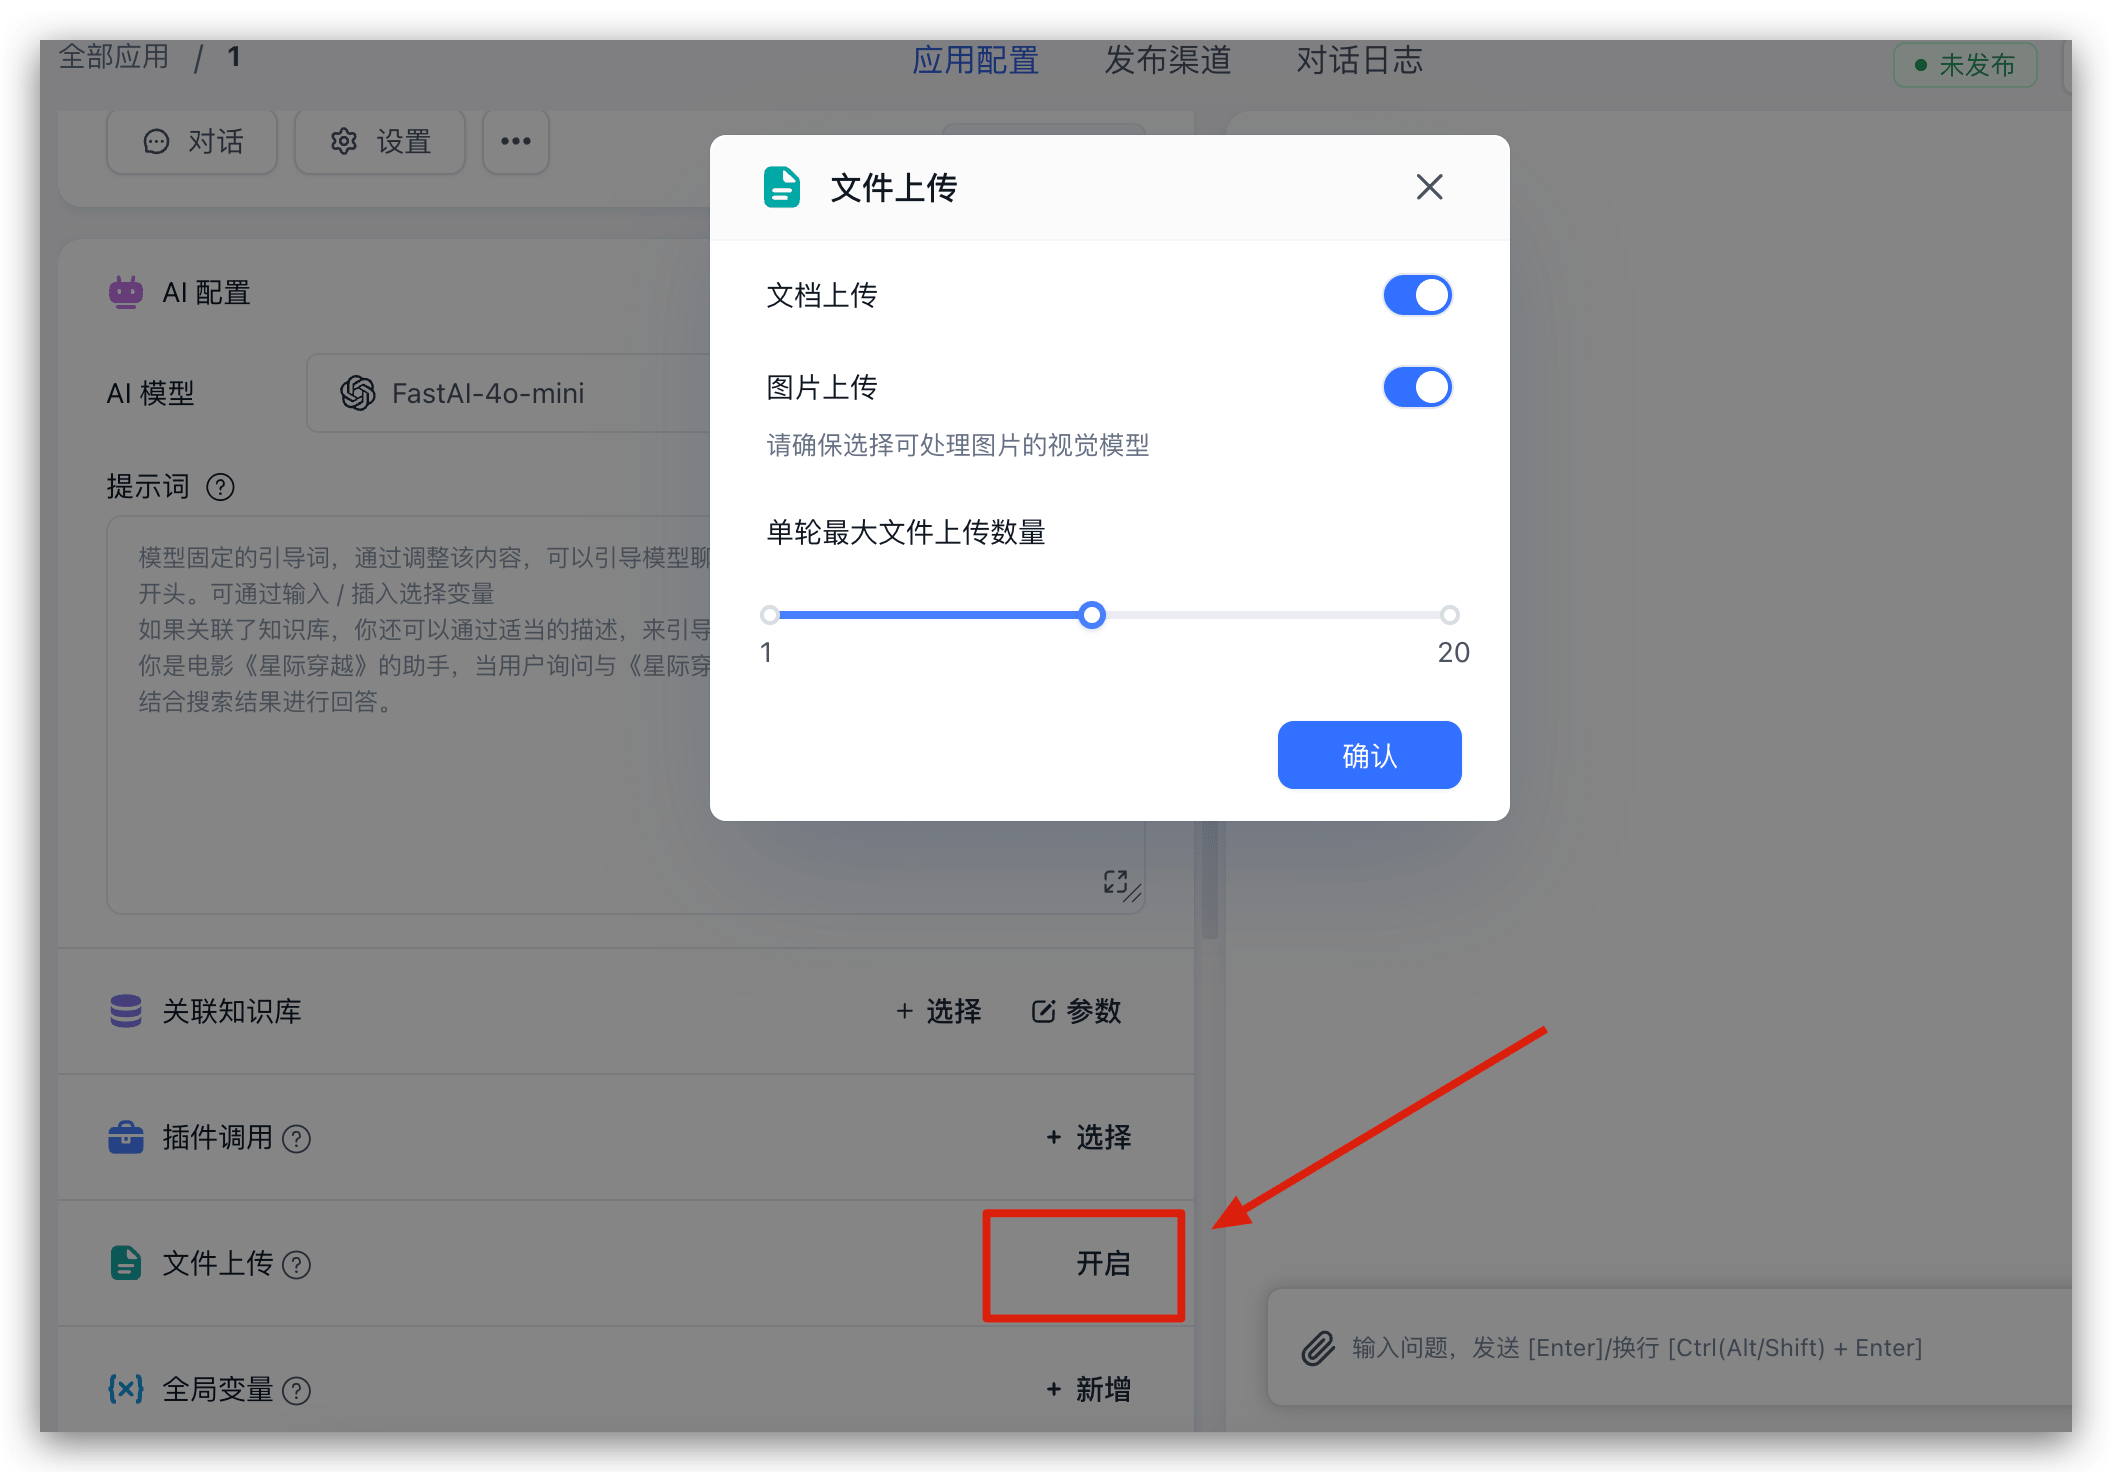 全部应用 / 1
应用配置
发布渠道
对话日志
未发布
对话
设置
文件上传
文档上传
图片上传
请确保选择可处理图片的视觉模型
单轮最大文件上传数量
1
20
确认
AI 配置
AI 模型
FastAI-4o-mini
提示词
模型固定的引导词，通过调整该内容，可以引导模型聊
开头。可通过输入 / 插入选择变量
如果关联了知识库，你还可以通过适当的描述，来引导
你是电影《星际穿越》的助手，当用户询问与《星际穿
结合搜索结果进行回答。
关联知识库
+ 选择
参数
插件调用
+ 选择
文件上传
开启
全局变量
+ 新增
输入问题，发送 [Enter]/换行 [Ctrl(Alt/Shift) + Enter]